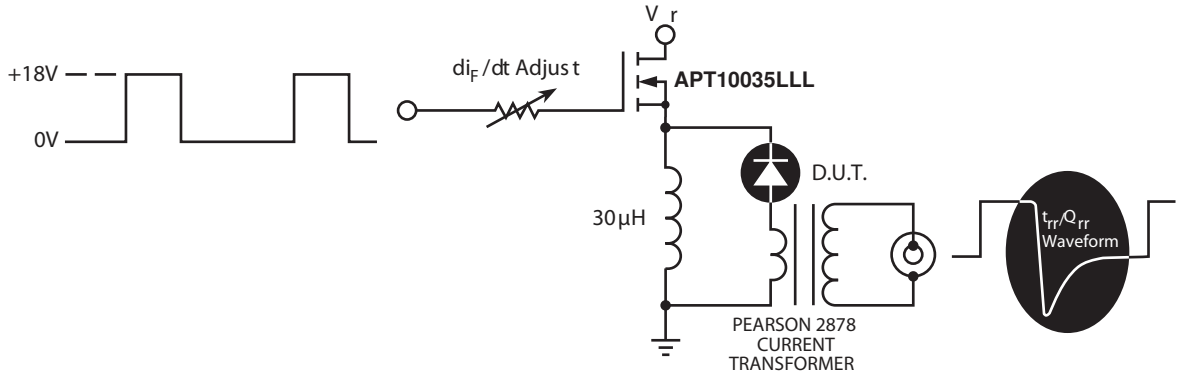 V r
+18V
0V
diF/dt Adjust
APT10035LLL
D.U.T.
30µH
trr/Qrr
Waveform
PEARSON 2878
CURRENT
TRANSFORMER